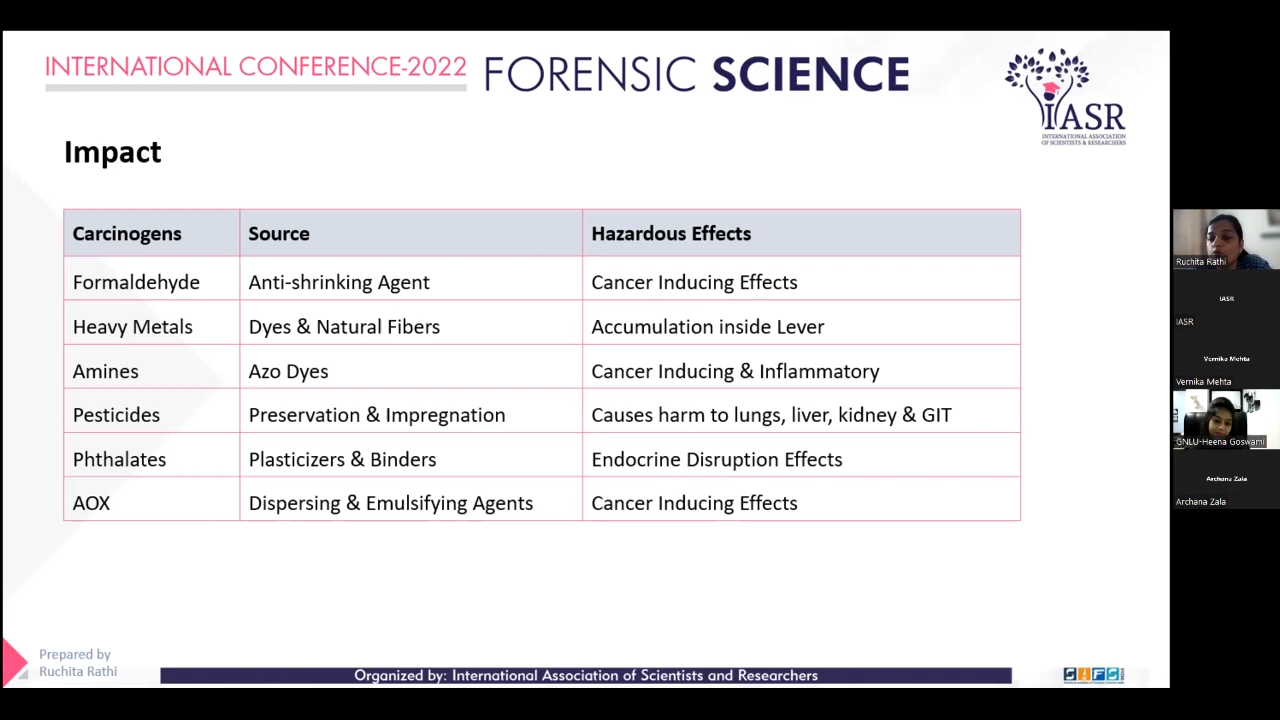 INTERNATIONAL CONFERENCE-2022 FORENSIC SCIENCE
IASR
INTERNATIONAL ASSOCIATION
OF SCIENTISTS & RESEARCHERS
Impact
Carcinogens Source Hazardous Effects
Formaldehyde Anti-shrinking Agent Cancer Inducing Effects
Heavy Metals Dyes & Natural Fibers Accumulation inside Lever
Amines Azo Dyes Cancer Inducing & Inflammatory
Pesticides Preservation & Impregnation Causes harm to lungs, liver, kidney & GIT
Phthalates Plasticizers & Binders Endocrine Disruption Effects
AOX Dispersing & Emulsifying Agents Cancer Inducing Effects
Prepared by
Ruchita Rathi
Organized by: International Association of Scientists and Researchers
SIFS
Ruchita Rathi
IASR
IASR
Vernika Mehta
Vernika Mehta
GNLU-Heena Goswami
Archana Zala
Archana Zala